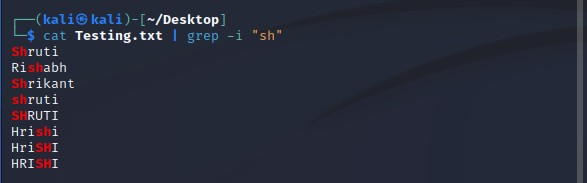 ┌──(kali㉿kali)-[~/Desktop]
└─$ cat Testing.txt | grep -i "sh"
Shruti
Rishabh
Shrikant
shruti
SHRUTI
Hrishi
HriSHI
HRISHI